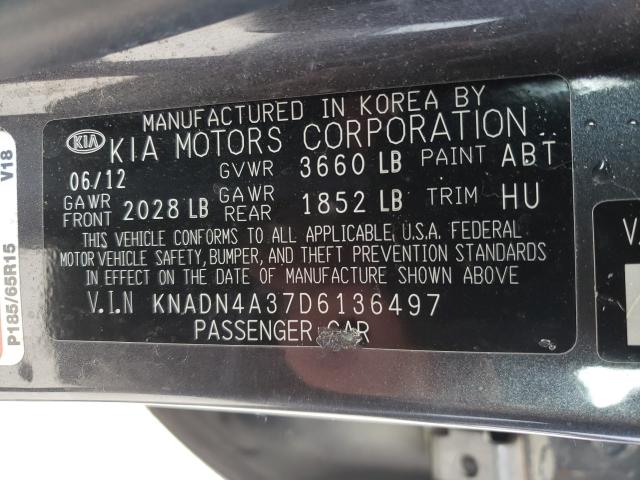 MANUFACTURED IN KOREA BY
KIA KIA MOTORS CORPORATION
06/12 GVWR 3660 LB PAINT ABT
GAWR FRONT 2028 LB GAWR REAR 1852 LB TRIM HU
THIS VEHICLE CONFORMS TO ALL APPLICABLE, U.S.A. FEDERAL
MOTOR VEHICLE SAFETY, BUMPER, AND THEFT PREVENTION STANDARDS
IN EFFECT ON THE DATE OF MANUFACTURE SHOWN ABOVE
V.I.N KNADN4A37D6136497
PASSENGER CAR
P185/65R15 V18
V.